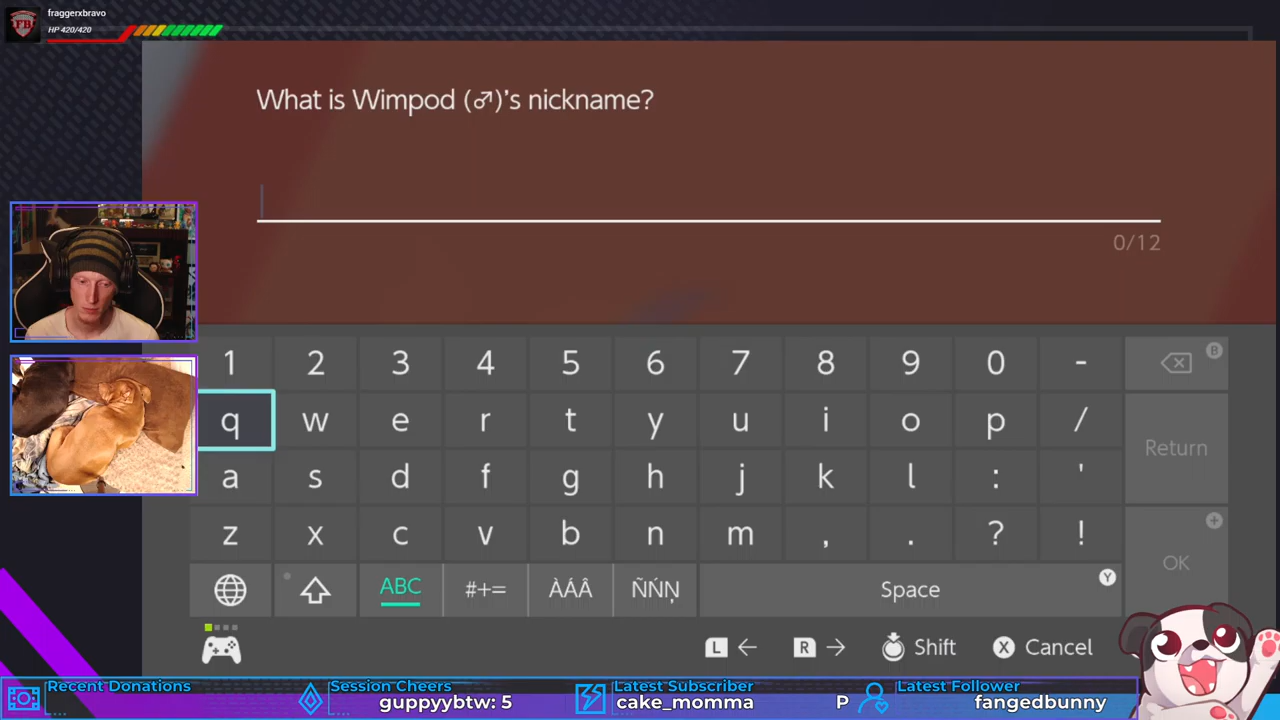 fraggerxbravo
HP 420/420
FB
What is Wimpod (♂)'s nickname?
0/12
1 2 3 4 5 6 7 8 9 0 - B
q w e r t y u i o p /
Return
a s d f g h j k l : '
z x c v b n m , . ? !
OK
ABC #+= ÀÁÂ ÑŃŅ Space Y
L ← R → Shift X Cancel
Recent Donations
Session Cheers
guppyybtw: 5
Latest Subscriber
cake_momma P
Latest Follower
fangedbunny